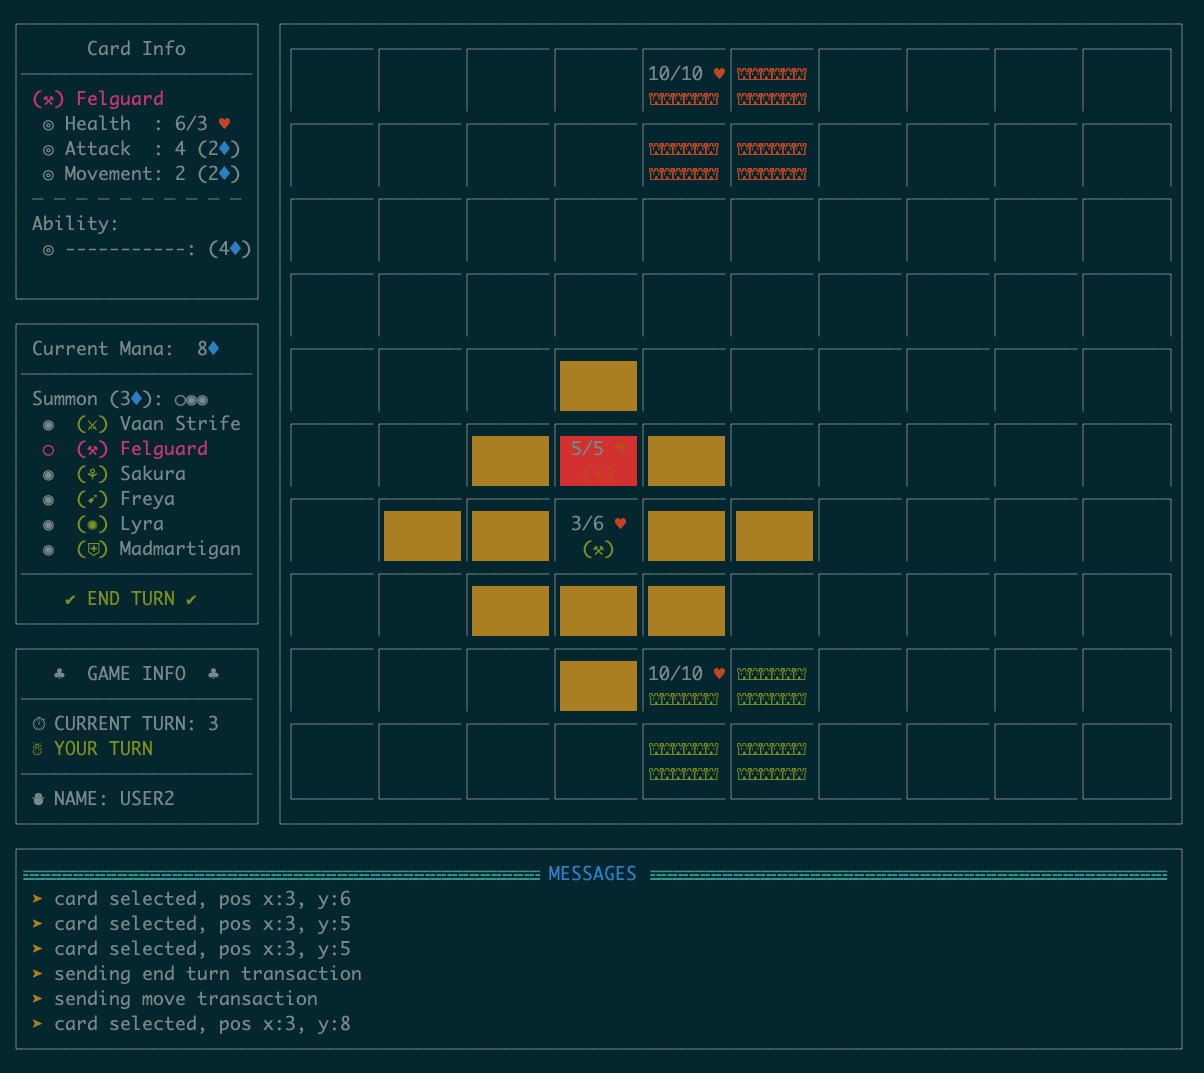 Card Info
(⚒) Felguard
◎ Health  : 6/3 ♥
◎ Attack  : 4 (2♦)
◎ Movement: 2 (2♦)
Ability:
◎ -----------: (4♦)
Current Mana:  8♦
Summon (3♦): ○◉◉
◉ (⚔) Vaan Strife
○ (⚒) Felguard
◉ (⚘) Sakura
◉ (➶) Freya
◉ (✺) Lyra
◉ (⛨) Madmartigan
✔ END TURN ✔
♣ GAME INFO ♣
⏱ CURRENT TURN: 3
☃ YOUR TURN
⛇ NAME: USER2
10/10 ♥
5/5 ♥
3/6 ♥
(⚒)
10/10 ♥
MESSAGES
➤ card selected, pos x:3, y:6
➤ card selected, pos x:3, y:5
➤ card selected, pos x:3, y:5
➤ sending end turn transaction
➤ sending move transaction
➤ card selected, pos x:3, y:8